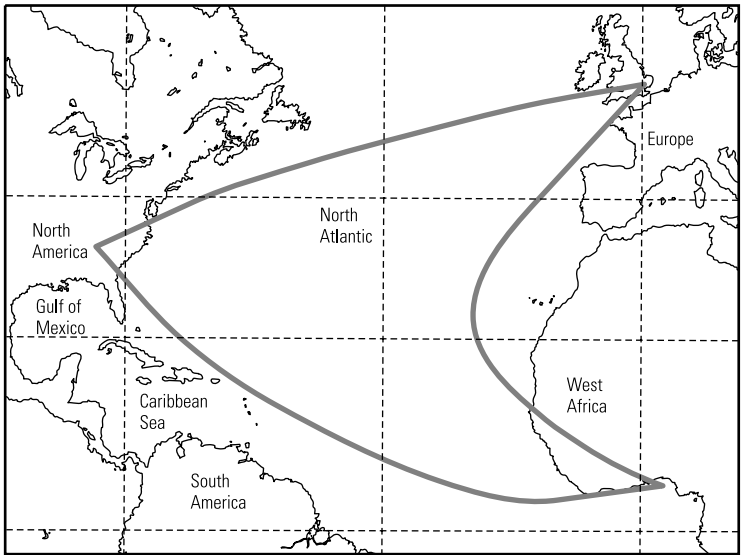 Europe
North
Atlantic
North
America
Gulf of
Mexico
West
Africa
Caribbean
Sea
South
America